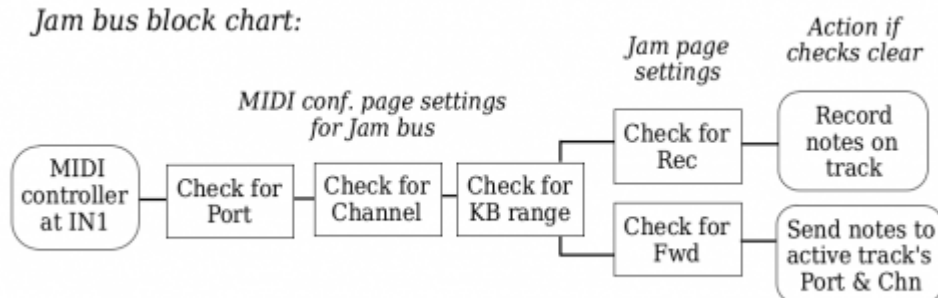 Jam bus block chart:
Action if
checks clear
Jam page
settings
MIDI conf. page settings
for Jam bus
MIDI
controller
at IN1
Check for
Port
Check for
Channel
Check for
KB range
Check for
Rec
Record
notes on
track
Check for
Fwd
Send notes to
active track's
Port & Chn